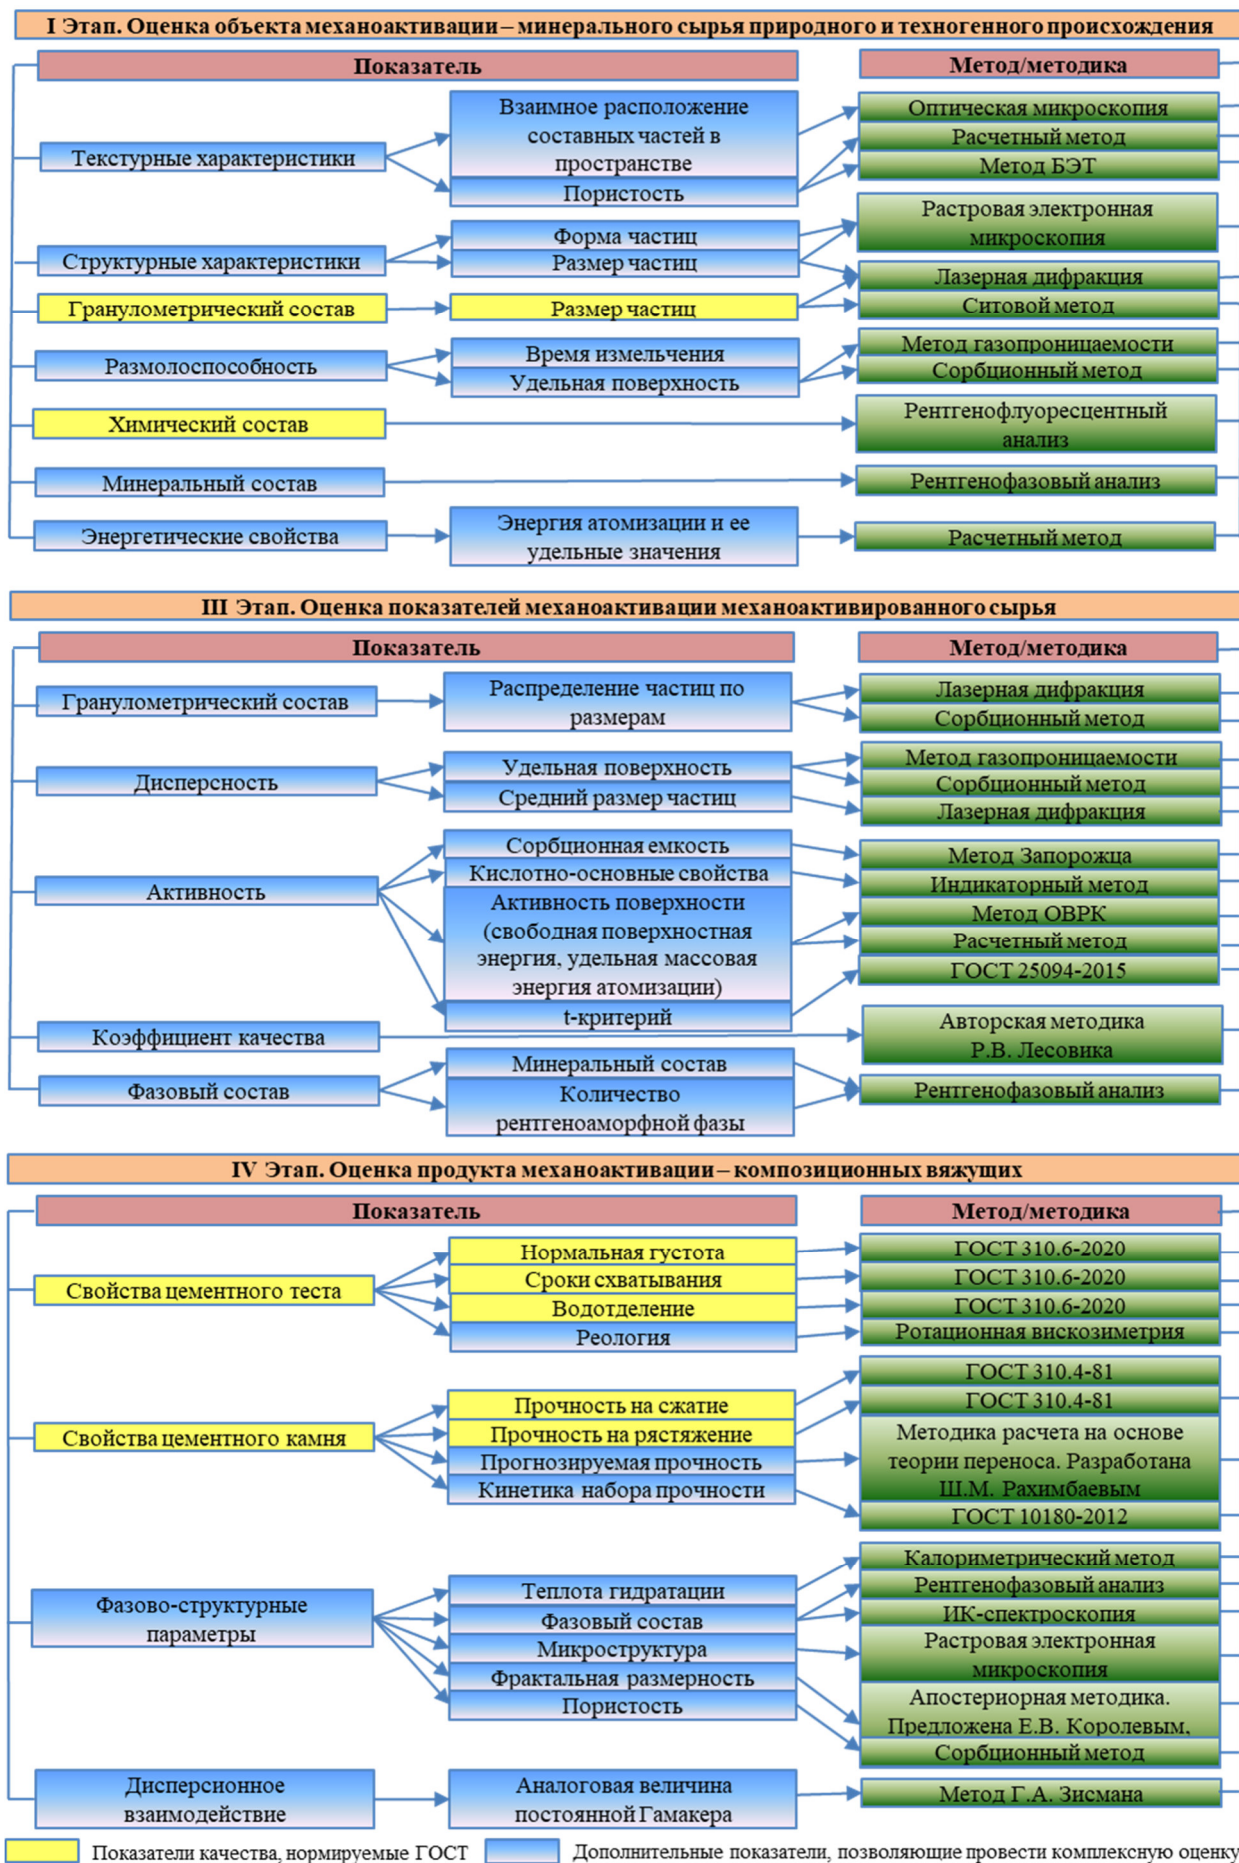 I Этап. Оценка объекта механоактивации – минерального сырья природного и техногенного происхождения
Показатель
Метод/методика
Текстурные характеристики
Взаимное расположение
составных частей в
пространстве
Пористость
Оптическая микроскопия
Расчетный метод
Метод БЭТ
Структурные характеристики
Форма частиц
Размер частиц
Растровая электронная
микроскопия
Лазерная дифракция
Гранулометрический состав
Размер частиц
Ситовой метод
Размолоспособность
Время измельчения
Удельная поверхность
Метод газопроницаемости
Сорбционный метод
Химический состав
Рентгенофлуоресцентный
анализ
Минеральный состав
Рентгенофазовый анализ
Энергетические свойства
Энергия атомизации и ее
удельные значения
Расчетный метод
III Этап. Оценка показателей механоактивации механоактивированного сырья
Показатель
Метод/методика
Гранулометрический состав
Распределение частиц по
размерам
Лазерная дифракция
Сорбционный метод
Дисперсность
Удельная поверхность
Средний размер частиц
Метод газопроницаемости
Сорбционный метод
Лазерная дифракция
Активность
Сорбционная емкость
Кислотно-основные свойства
Активность поверхности
(свободная поверхностная
энергия, удельная массовая
энергия атомизации)
t-критерий
Метод Запорожца
Индикаторный метод
Метод ОВРК
Расчетный метод
ГОСТ 25094-2015
Коэффициент качества
Авторская методика
Р.В. Лесовика
Фазовый состав
Минеральный состав
Количество
рентгеноаморфной фазы
Рентгенофазовый анализ
IV Этап. Оценка продукта механоактивации – композиционных вяжущих
Показатель
Метод/методика
Свойства цементного теста
Нормальная густота
Сроки схватывания
Водотделение
Реология
ГОСТ 310.6-2020
ГОСТ 310.6-2020
ГОСТ 310.6-2020
Ротационная вискозиметрия
Свойства цементного камня
Прочность на сжатие
Прочность на рястяжение
Прогнозируемая прочность
Кинетика набора прочности
ГОСТ 310.4-81
ГОСТ 310.4-81
Методика расчета на основе
теории переноса. Разработана
Ш.М. Рахимбаевым
ГОСТ 10180-2012
Фазово-структурные
параметры
Теплота гидратации
Фазовый состав
Микроструктура
Фрактальная размерность
Пористость
Калориметрический метод
Рентгенофазовый анализ
ИК-спектроскопия
Растровая электронная
микроскопия
Апостериорная методика.
Предложена Е.В. Королевым,
Сорбционный метод
Дисперсионное
взаимодействие
Аналоговая величина
постоянной Гамакера
Метод Г.А. Зисмана
Показатели качества, нормируемые ГОСТ
Дополнительные показатели, позволяющие провести комплексную оценку